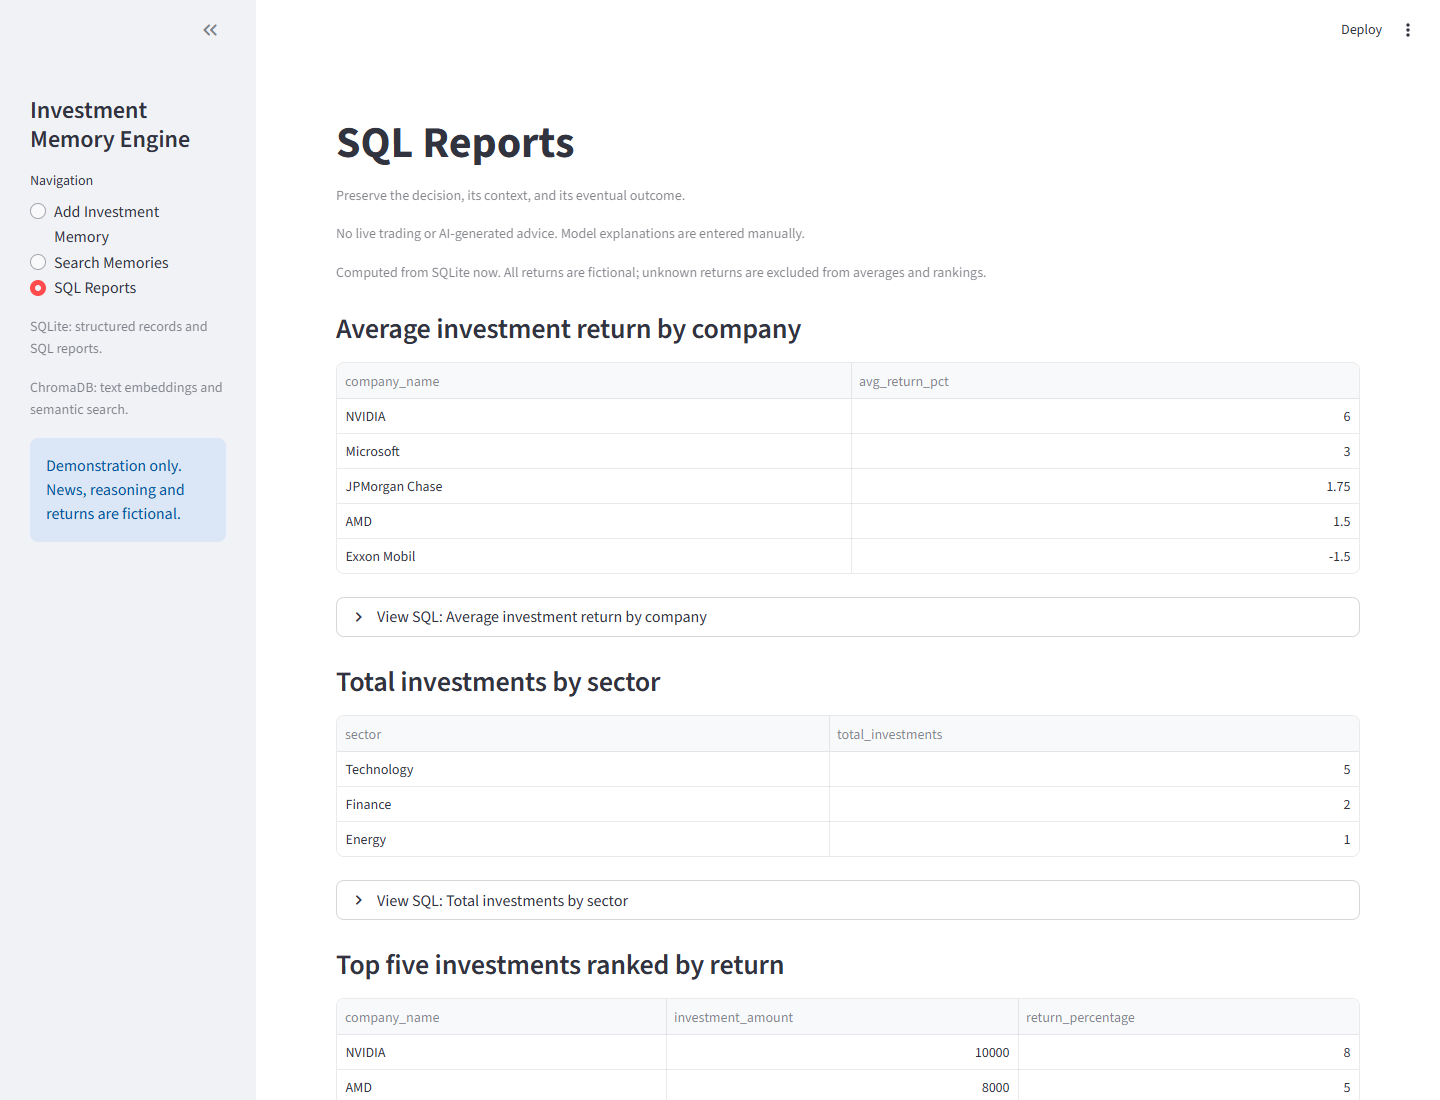 Deploy
Investment
Memory Engine
Navigation
Add Investment
Memory
Search Memories
SQL Reports
SQLite: structured records and
SQL reports.
ChromaDB: text embeddings and
semantic search.
Demonstration only.
News, reasoning and
returns are fictional.
SQL Reports
Preserve the decision, its context, and its eventual outcome.
No live trading or AI-generated advice. Model explanations are entered manually.
Computed from SQLite now. All returns are fictional; unknown returns are excluded from averages and rankings.
Average investment return by company
company_name avg_return_pct
NVIDIA 6
Microsoft 3
JPMorgan Chase 1.75
AMD 1.5
Exxon Mobil -1.5
View SQL: Average investment return by company
Total investments by sector
sector total_investments
Technology 5
Finance 2
Energy 1
View SQL: Total investments by sector
Top five investments ranked by return
company_name investment_amount return_percentage
NVIDIA 10000 8
AMD 8000 5